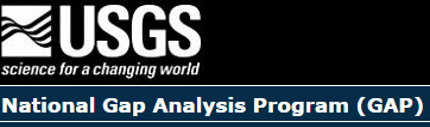 USGS
science for a changing world
National Gap Analysis Program (GAP)